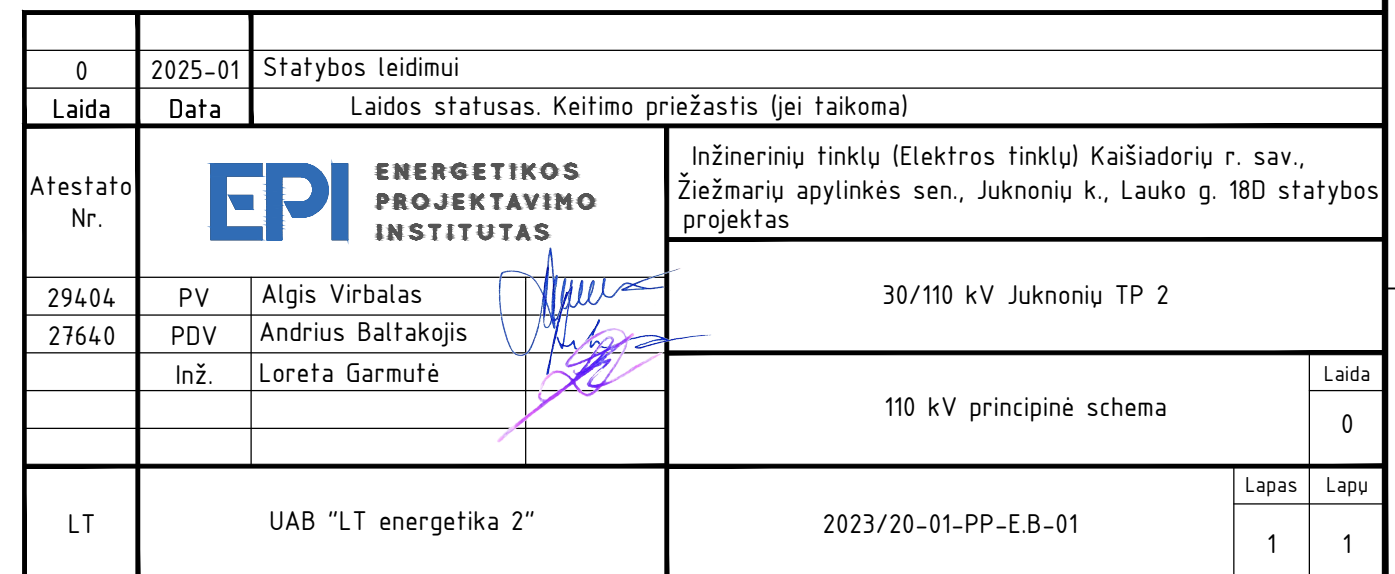 0 2025-01 Statybos leidimui
Laida Data Laidos statusas. Keitimo priežastis (jei taikoma)
Atestato
Nr.
EPI
ENERGETIKOS
PROJEKTAVIMO
INSTITUTAS
Inžinerinių tinklų (Elektros tinklų) Kaišiadorių r. sav.,
Žiežmarių apylinkės sen., Juknonių k., Lauko g. 18D statybos
projektas
29404 PV Algis Virbalas
27640 PDV Andrius Baltakojis
Inž. Loreta Garmutė
30/110 kV Juknonių TP 2
110 kV principinė schema
Laida
0
LT UAB "LT energetika 2"
2023/20-01-PP-E.B-01
Lapas Lapų
1 1